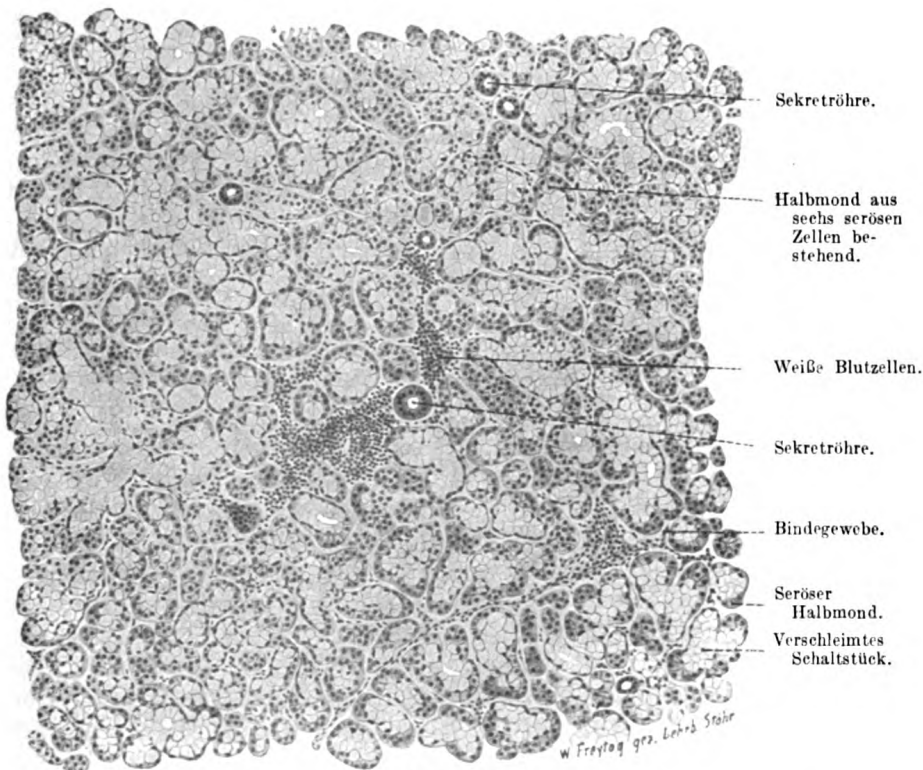 Sekretröhre.
Halbmond aus
sechs serösen
Zellen be-
stehend.
Weiße Blutzellen.
Sekretröhre.
Bindegewebe.
Seröser
Halbmond.
Verschleimtes
Schaltstück.
W Freytag gez. Lehrb. Stöhr